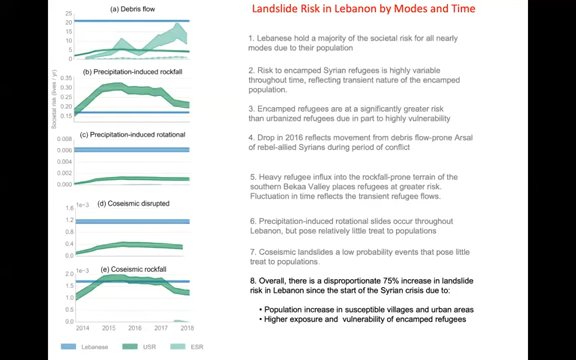 Landslide Risk in Lebanon by Modes and Time
(a) Debris flow
25
20
15
10
5
0
(b) Precipitation-induced rockfall
0.35
0.30
0.25
0.20
0.15
Societal risk (lives / yr)
(c) Precipitation-induced rotational
0.008
0.006
0.004
0.002
0.000
(d) Coseismic disrupted
1e-3
1.6
1.2
0.8
0.4
0.0
(e) Coseismic rockfall
1e-3
2.0
1.5
1.0
0.5
0.0
2014 2015 2016 2017 2018
Lebanese USR ESR
1. Lebanese hold a majority of the societal risk for all nearly
modes due to their population
2. Risk to encamped Syrian refugees is highly variable
throughout time, reflecting transient nature of the encamped
population.
3. Encamped refugees are at a significantly greater risk
than urbanized refugees due in part to highly vulnerability
4. Drop in 2016 reflects movement from debris flow-prone Arsal
of rebel-allied Syrians during period of conflict
5. Heavy refugee influx into the rockfall-prone terrain of the
southern Bekaa Valley places refugees at greater risk.
Fluctuation in time reflects the transient refugee flows.
6. Precipitation-induced rotational slides occur throughout
Lebanon, but pose relatively little treat to populations
7. Coseismic landslides a low probability events that pose little
treat to populations.
8. Overall, there is a disproportionate 75% increase in landslide
risk in Lebanon since the start of the Syrian crisis due to:
• Population increase in susceptible villages and urban areas
• Higher exposure and vulnerability of encamped refugees